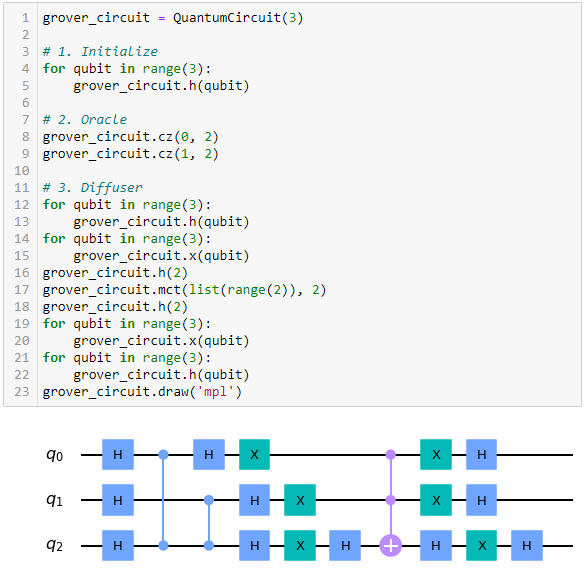 1 grover_circuit = QuantumCircuit(3)
2
3 # 1. Initialize
4 for qubit in range(3):
5     grover_circuit.h(qubit)
6
7 # 2. Oracle
8 grover_circuit.cz(0, 2)
9 grover_circuit.cz(1, 2)
10
11 # 3. Diffuser
12 for qubit in range(3):
13     grover_circuit.h(qubit)
14 for qubit in range(3):
15     grover_circuit.x(qubit)
16 grover_circuit.h(2)
17 grover_circuit.mct(list(range(2)), 2)
18 grover_circuit.h(2)
19 for qubit in range(3):
20     grover_circuit.x(qubit)
21 for qubit in range(3):
22     grover_circuit.h(qubit)
23 grover_circuit.draw('mpl')
q0 H H X X H
q1 H H X X H
q2 H H X H + H X H